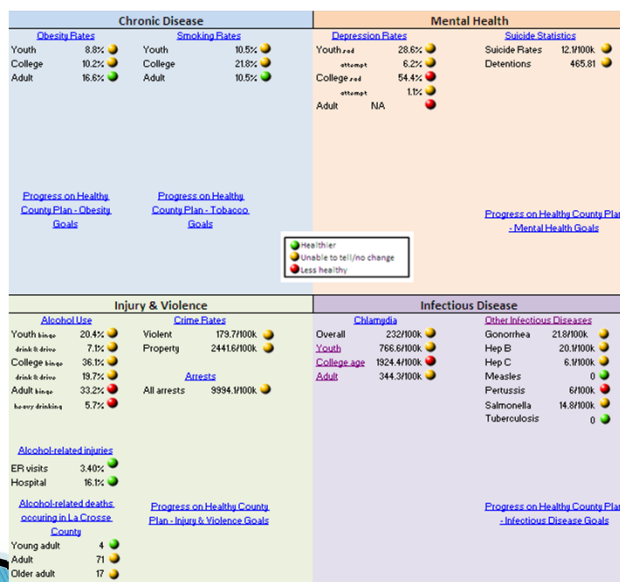 Chronic Disease
Obesity Rates
Youth 8.8%
College 10.2%
Adult 16.6%
Smoking Rates
Youth 10.5%
College 21.8%
Adult 10.5%
Progress on Healthy
County Plan - Obesity
Goals
Progress on Healthy
County Plan - Tobacco
Goals
Mental Health
Depression Rates
Youth sad 28.6%
attempt 6.2%
College sad 54.4%
attempt 1.1%
Adult NA
Suicide Statistics
Suicide Rates 12.1/100k
Detentions 465.81
Progress on Healthy County Plan
- Mental Health Goals
Healthier
Unable to tell/no change
Less healthy
Injury & Violence
Alcohol Use
Youth binge 20.4%
drink & drive 7.1%
College binge 36.1%
drink & drive 19.7%
Adult binge 33.2%
heavy drinking 5.7%
Crime Rates
Violent 179.7/100k
Property 2441.6/100k
Arrests
All arrests 9994.1/100k
Alcohol-related injuries
ER visits 3.40%
Hospital 16.1%
Alcohol-related deaths
occuring in La Crosse
County
Young adult 4
Adult 71
Older adult 17
Progress on Healthy County
Plan - Injury & Violence Goals
Infectious Disease
Chlamydia
Overall 232/100k
Youth 766.6/100k
College age 1924.4/100k
Adult 344.3/100k
Other Infectious Diseases
Gonorrhea 21.8/100k
Hep B 20.9/100k
Hep C 6.1/100k
Measles 0
Pertussis 6/100k
Salmonella 14.8/100k
Tuberculosis 0
Progress on Healthy County Plan
- Infectious Disease Goals